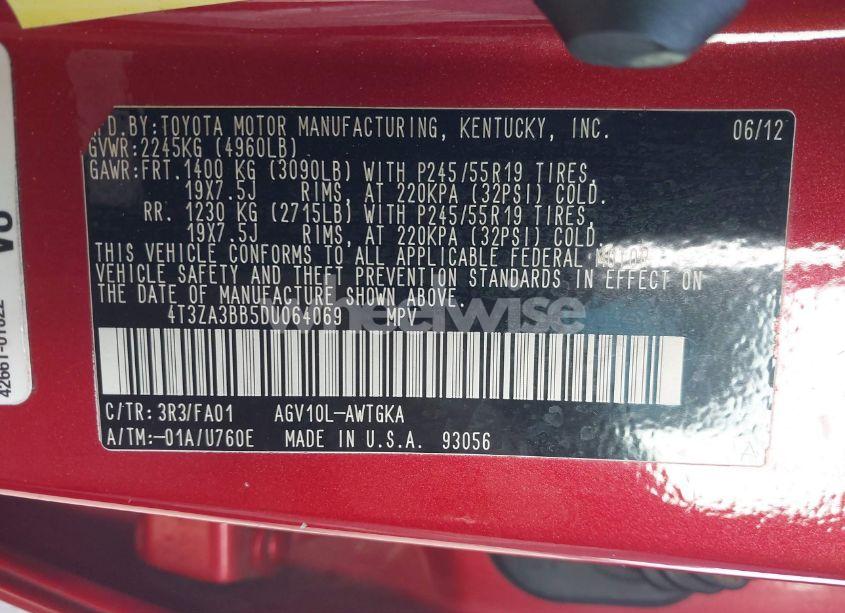 MFD.BY:TOYOTA MOTOR MANUFACTURING, KENTUCKY, INC. 06/12
GVWR:2245KG (4960LB)
GAWR:FRT.1400 KG (3090LB) WITH P245/55R19 TIRES,
19X7.5J RIMS, AT 220KPA (32PSI) COLD.
RR. 1230 KG (2715LB) WITH P245/55R19 TIRES,
19X7.5J RIMS, AT 220KPA (32PSI) COLD.
THIS VEHICLE CONFORMS TO ALL APPLICABLE FEDERAL MOTOR
VEHICLE SAFETY AND THEFT PREVENTION STANDARDS IN EFFECT ON
THE DATE OF MANUFACTURE SHOWN ABOVE.
4T3ZA3BB5DU064069 MPV
C/TR: 3R3/FA01 AGV10L-AWTGKA
A/TM:-01A/U760E MADE IN U.S.A. 93056
A
wheelwise